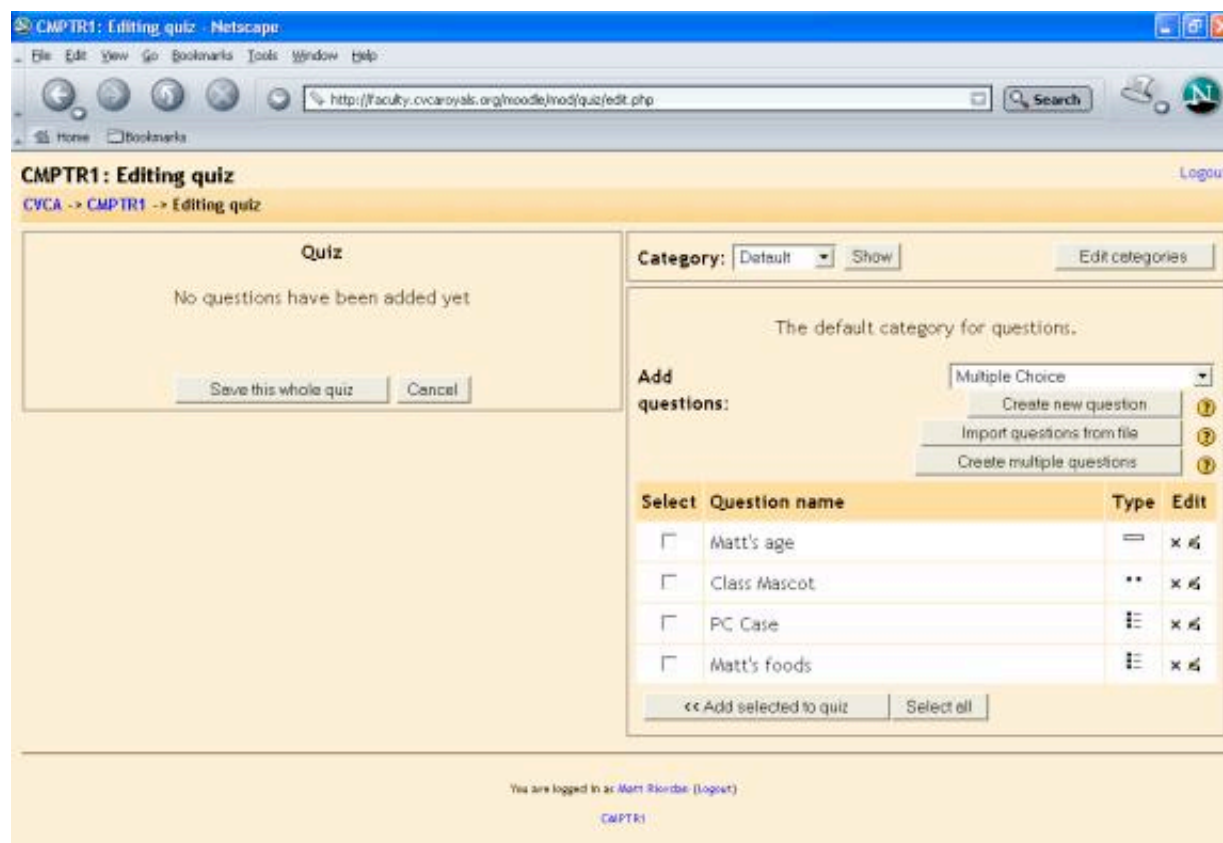 CMPTR1: Editing quiz - Netscape
File Edit View Go Bookmarks Tools Window Help
http://faculty.cvcaroyals.org/moodle/mod/quiz/edit.php
Search
N
Home Bookmarks
CMPTR1: Editing quiz
Logou
CVCA -> CMPTR1 -> Editing quiz
Quiz
No questions have been added yet
Save this whole quiz Cancel
Category: Default Show Edit categories
The default category for questions.
Add questions: Multiple Choice
Create new question ?
Import questions from file ?
Create multiple questions ?
Select Question name Type Edit
Matt's age
Class Mascot
PC Case
Matt's foods
<< Add selected to quiz Select all
You are logged in as Matt Riordan (Logout)
CMPTR1